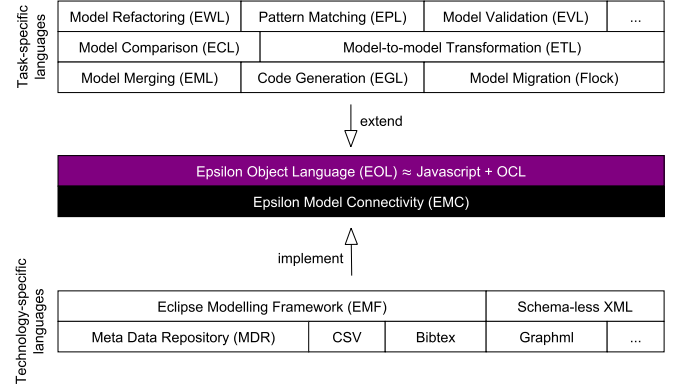 Task-specific
languages
Model Refactoring (EWL)
Pattern Matching (EPL)
Model Validation (EVL)
...
Model Comparison (ECL)
Model-to-model Transformation (ETL)
Model Merging (EML)
Code Generation (EGL)
Model Migration (Flock)
extend
Epsilon Object Language (EOL) ≈ Javascript + OCL
Epsilon Model Connectivity (EMC)
implement
Technology-specific
languages
Eclipse Modelling Framework (EMF)
Schema-less XML
Meta Data Repository (MDR)
CSV
Bibtex
Graphml
...